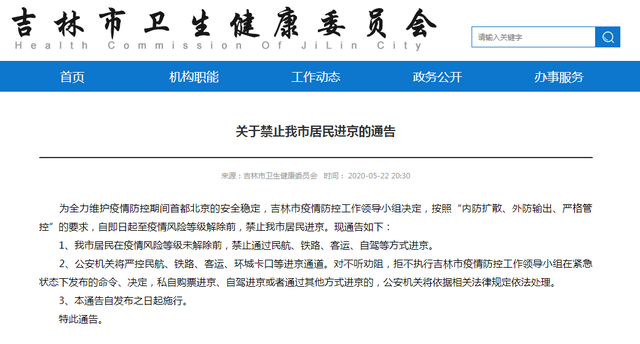 吉林市卫生健康委员会
Health Commission Of JiLin City
请输入关键字
首页 机构职能 工作动态 政务公开 办事服务
关于禁止我市居民进京的通告
来源：吉林市卫生健康委员会 时间： 2020-05-22 20:30
为全力维护疫情防控期间首都北京的安全稳定，吉林市疫情防控工作领导小组决定，按照“内防扩散、外防输出、严格管
控”的要求，自即日起至疫情风险等级解除前，禁止我市居民进京。现通告如下：
1、我市居民在疫情风险等级未解除前，禁止通过民航、铁路、客运、自驾等方式进京。
2、公安机关将严控民航、铁路、客运、环城卡口等进京通道。对不听劝阻，拒不执行吉林市疫情防控工作领导小组在紧急
状态下发布的命令、决定，私自购票进京、自驾进京或者通过其他方式进京的，公安机关将依据相关法律规定依法处理。
3、本通告自发布之日起施行。
特此通告。